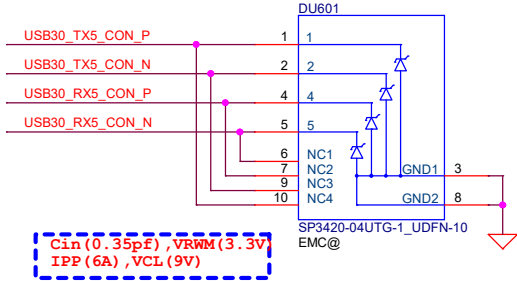 DU601
USB30_TX5_CON_P 1 1
USB30_TX5_CON_N 2 2
USB30_RX5_CON_P 4 4
USB30_RX5_CON_N 5 5
6 NC1
7 NC2 GND1 3
9 NC3
10 NC4 GND2 8
SP3420-04UTG-1_UDFN-10
EMC@
Cin(0.35pf),VRWM(3.3V)
IPP(6A),VCL(9V)